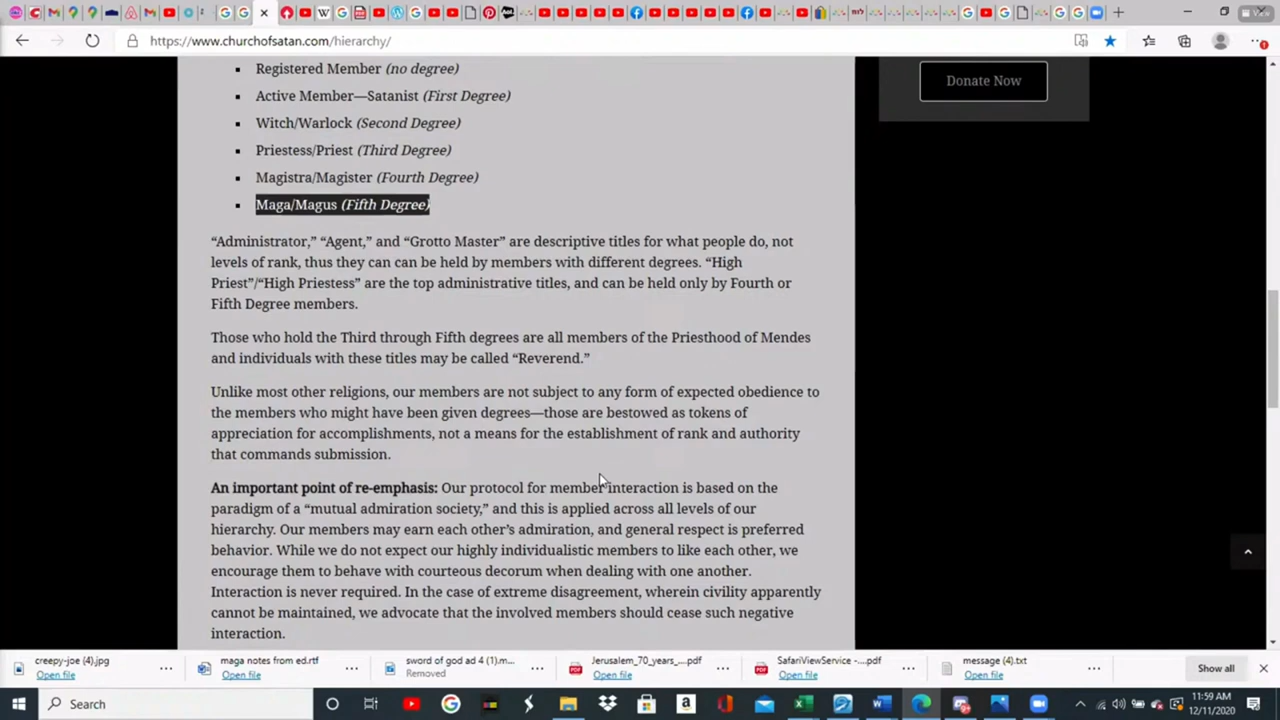 View
https://www.churchofsatan.com/hierarchy/
Registered Member (no degree)
Donate Now
Active Member—Satanist (First Degree)
Witch/Warlock (Second Degree)
Priestess/Priest (Third Degree)
Magistra/Magister (Fourth Degree)
Maga/Magus (Fifth Degree)
“Administrator,” “Agent,” and “Grotto Master” are descriptive titles for what people do, not
levels of rank, thus they can can be held by members with different degrees. “High
Priest”/“High Priestess” are the top administrative titles, and can be held only by Fourth or
Fifth Degree members.
Those who hold the Third through Fifth degrees are all members of the Priesthood of Mendes
and individuals with these titles may be called “Reverend.”
Unlike most other religions, our members are not subject to any form of expected obedience to
the members who might have been given degrees—those are bestowed as tokens of
appreciation for accomplishments, not a means for the establishment of rank and authority
that commands submission.
An important point of re-emphasis: Our protocol for member interaction is based on the
paradigm of a “mutual admiration society,” and this is applied across all levels of our
hierarchy. Our members may earn each other’s admiration, and general respect is preferred
behavior. While we do not expect our highly individualistic members to like each other, we
encourage them to behave with courteous decorum when dealing with one another.
Interaction is never required. In the case of extreme disagreement, wherein civility apparently
cannot be maintained, we advocate that the involved members should cease such negative
interaction.
creepy-joe (4).jpg
Open file
maga notes from ed.rtf
Open file
sword of god ad 4 (1).m...
Removed
Jerusalem_70_years_....pdf
Open file
SafariViewService -....pdf
Open file
message (4).txt
Open file
Show all
Search
11:59 AM
12/11/2020